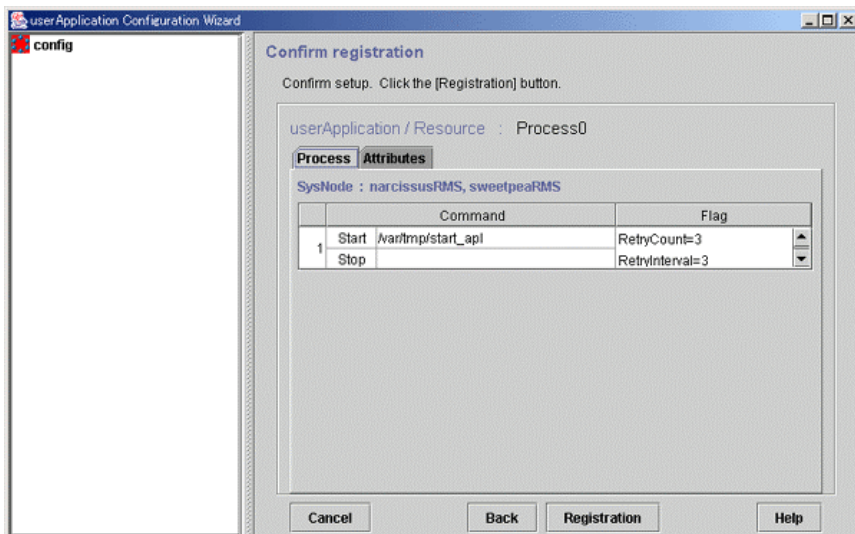 userApplication Configuration Wizard
config
Confirm registration
Confirm setup. Click the [Registration] button.
userApplication / Resource : Process0
Process Attributes
SysNode : narcissusRMS, sweetpeaRMS
Command Flag
1 Start /var/tmp/start_apl RetryCount=3
Stop RetryInterval=3
Cancel Back Registration Help